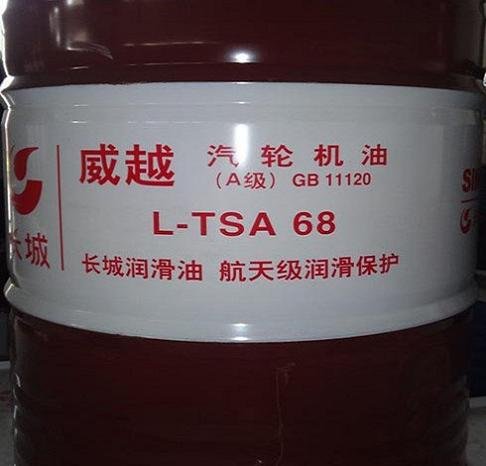 长城
威越 汽轮机油
(A级) GB 11120
L-TSA 68
长城润滑油 航天级润滑保护